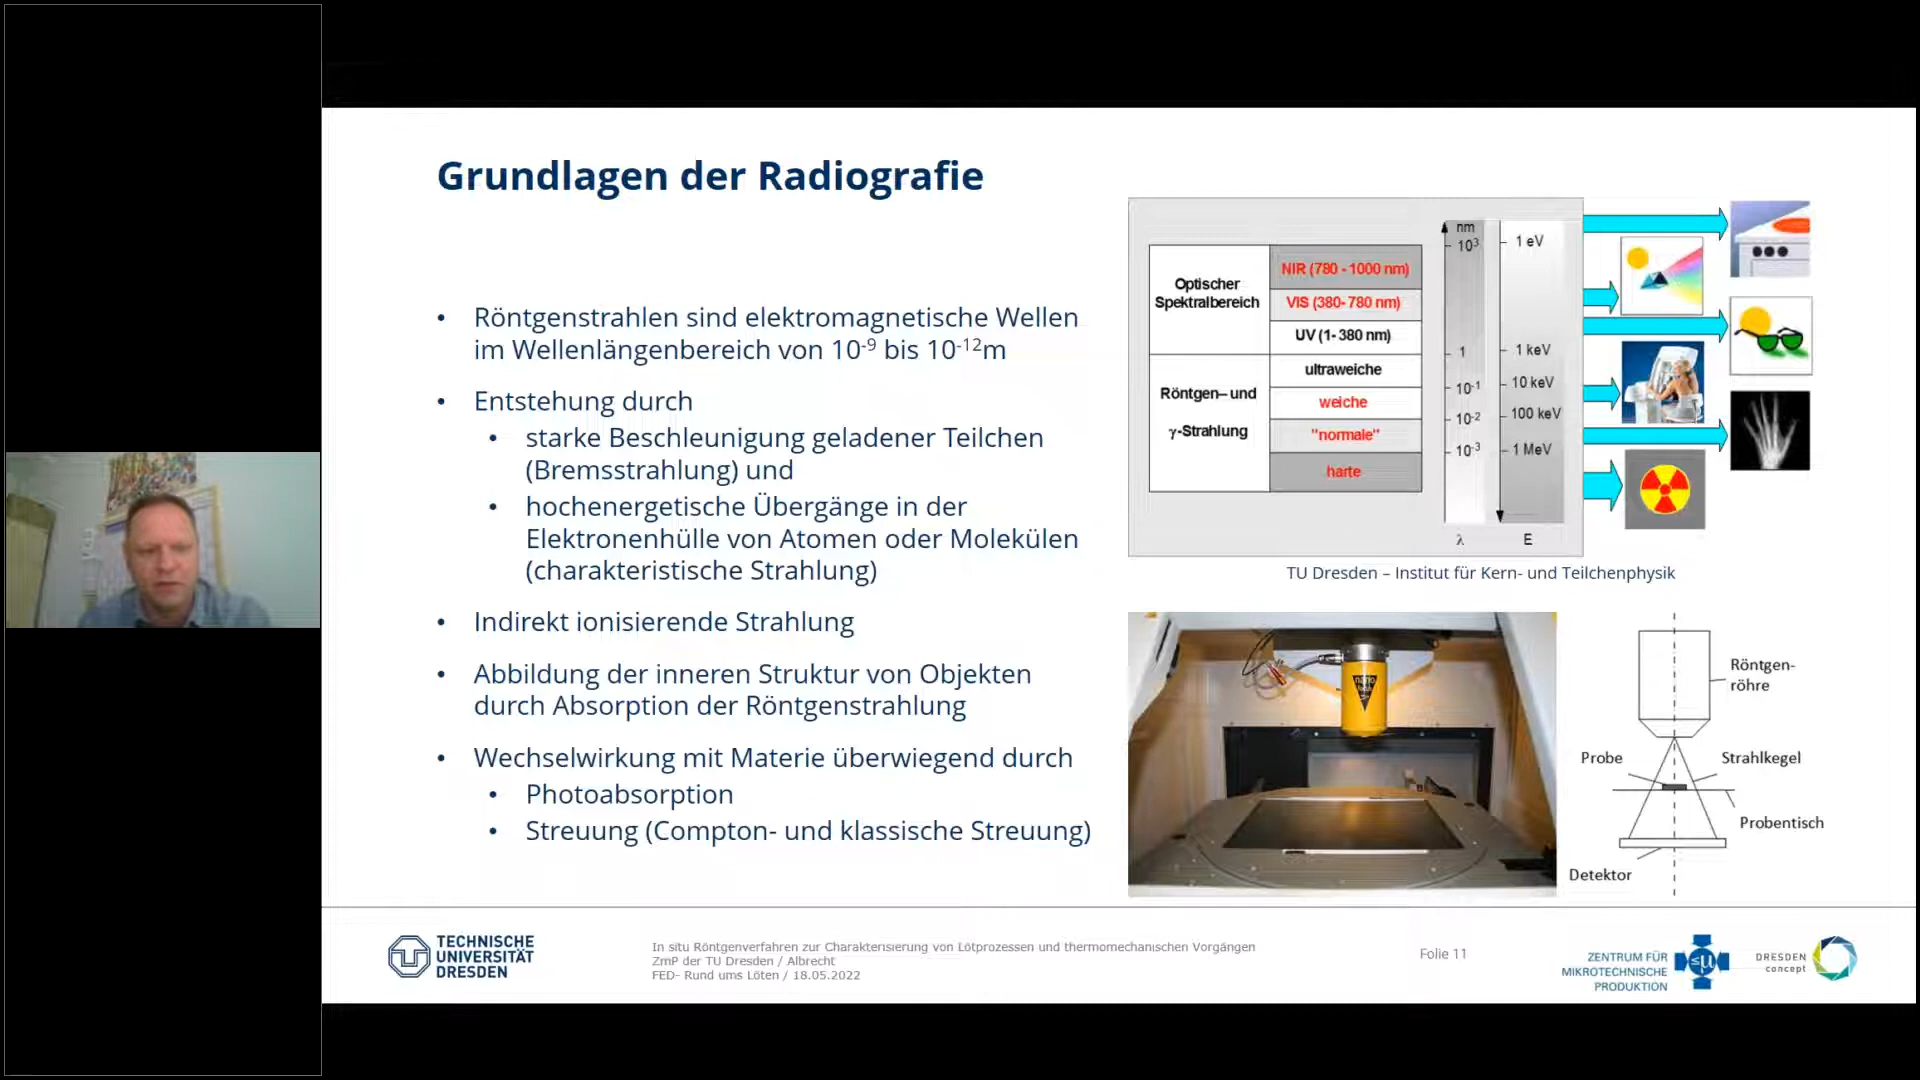 Grundlagen der Radiografie
• Röntgenstrahlen sind elektromagnetische Wellen
im Wellenlängenbereich von 10⁻⁹ bis 10⁻¹²m
• Entstehung durch
• starke Beschleunigung geladener Teilchen
(Bremsstrahlung) und
• hochenergetische Übergänge in der
Elektronenhülle von Atomen oder Molekülen
(charakteristische Strahlung)
• Indirekt ionisierende Strahlung
• Abbildung der inneren Struktur von Objekten
durch Absorption der Röntgenstrahlung
• Wechselwirkung mit Materie überwiegend durch
• Photoabsorption
• Streuung (Compton- und klassische Streuung)
Optischer
Spektralbereich
NIR (780 - 1000 nm)
VIS (380- 780 nm)
UV (1- 380 nm)
Röntgen– und
γ-Strahlung
ultraweiche
weiche
"normale"
harte
nm
10³
1
10⁻¹
10⁻²
10⁻³
λ
1 eV
1 keV
10 keV
100 keV
1 MeV
E
TU Dresden – Institut für Kern- und Teilchenphysik
nano
Röntgen-
röhre
Probe
Strahlkegel
Probentisch
Detektor
TECHNISCHE
UNIVERSITÄT
DRESDEN
In situ Röntgenverfahren zur Charakterisierung von Lötprozessen und thermomechanischen Vorgängen
ZmP der TU Dresden / Albrecht
FED- Rund ums Löten / 18.05.2022
Folie 11
ZENTRUM FÜR
MIKROTECHNISCHE
PRODUKTION
sµ
DRESDEN
concept